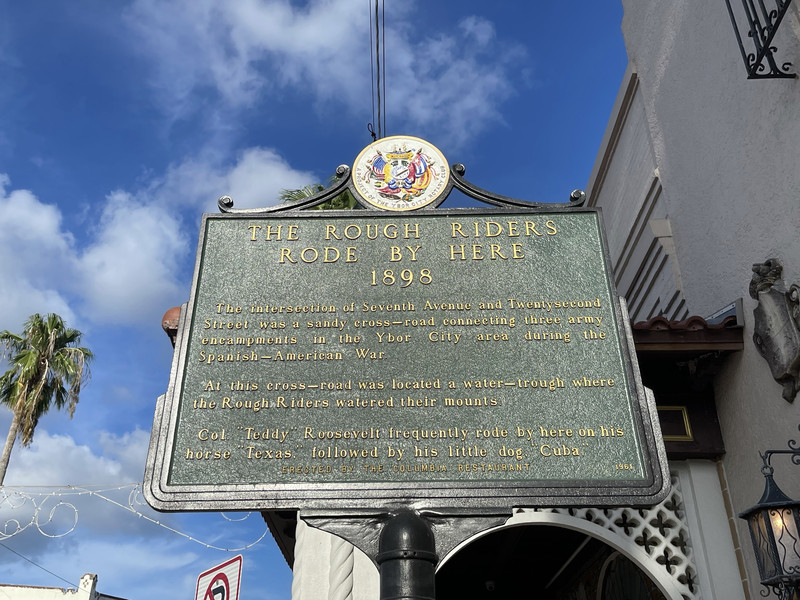 THE ROUGH RIDERS
RODE BY HERE
1898
The intersection of Seventh Avenue and Twentysecond
Street was a sandy cross-road connecting three army
encampments in the Ybor City area during the
Spanish-American War
At this cross-road was located a water-trough where
the Rough Riders watered their mounts.
Col. "Teddy" Roosevelt frequently rode by here on his
horse Texas, followed by his little dog "Cuba"
ERECTED BY THE COLUMBIA RESTAURANT